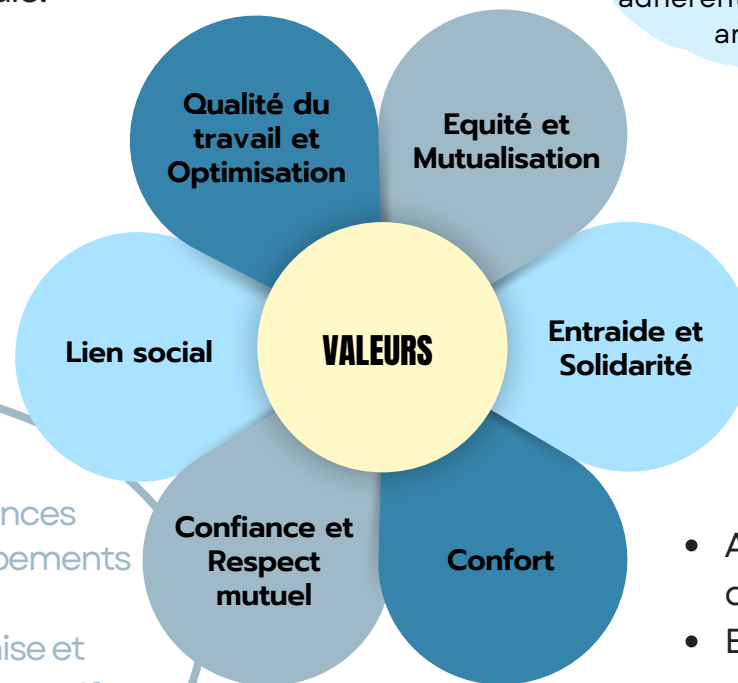 Qualité du
travail et
Optimisation
Equité et
Mutualisation
Lien social
VALEURS
Entraide et
Solidarité
Confiance et
Respect
mutuel
Confort